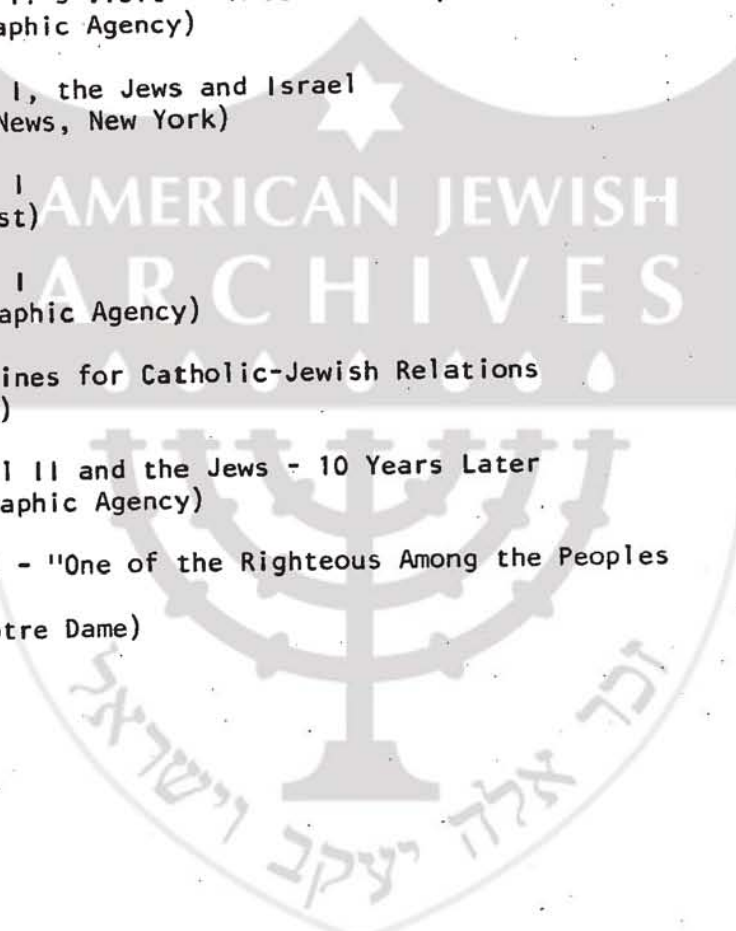 aphic Agency)
I, the Jews and Israel
News, New York)
I
st)
I
aphic Agency)
ines for Catholic-Jewish Relations
)
l II and the Jews - 10 Years Later
aphic Agency)
- "One of the Righteous Among the Peoples
tre Dame)
AMERICAN JEWISH
ARCHIVES
זכר אלה יעקב וישראל